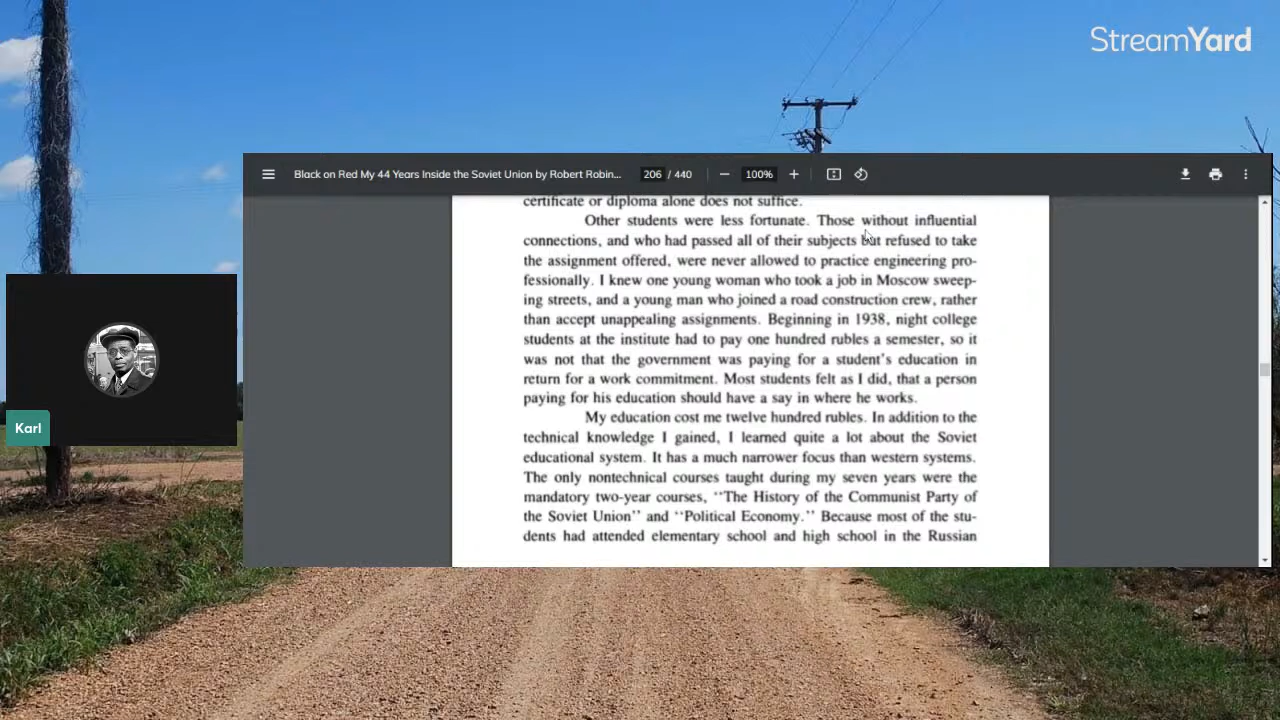 StreamYard
Black on Red My 44 Years Inside the Soviet Union by Robert Robin...
206 / 440
100%
certificate or diploma alone does not suffice.
Other students were less fortunate. Those without influential
connections, and who had passed all of their subjects but refused to take
the assignment offered, were never allowed to practice engineering pro-
fessionally. I knew one young woman who took a job in Moscow sweep-
ing streets, and a young man who joined a road construction crew, rather
than accept unappealing assignments. Beginning in 1938, night college
students at the institute had to pay one hundred rubles a semester, so it
was not that the government was paying for a student's education in
return for a work commitment. Most students felt as I did, that a person
paying for his education should have a say in where he works.
My education cost me twelve hundred rubles. In addition to the
technical knowledge I gained, I learned quite a lot about the Soviet
educational system. It has a much narrower focus than western systems.
The only nontechnical courses taught during my seven years were the
mandatory two-year courses, "The History of the Communist Party of
the Soviet Union" and "Political Economy." Because most of the stu-
dents had attended elementary school and high school in the Russian
Karl